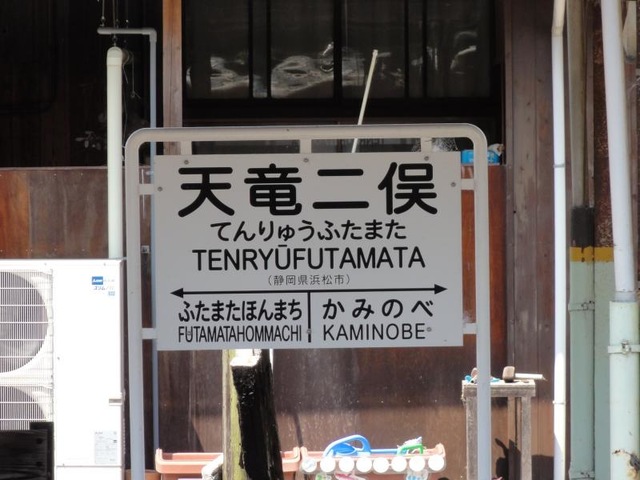 天竜二俣
てんりゅうふたまた
TENRYŪFUTAMATA
(静岡県浜松市)
ふたまたほんまち かみのべ
FUTAMATAHOMMACHI KAMINOBE